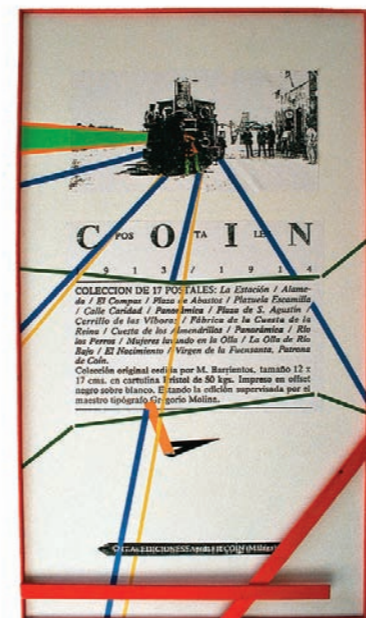 C POS O TA I LES N
9 1 3 / 1 9 1 4
COLECCION DE 17 POSTALES: La Estación / Alame-
da / El Compas / Plaza de Abastos / Plazuela Escamilla
/ Calle Caridad / Panorámica / Plaza de S. Agustín /
Cerrillo de las Víboras / Fábrica de la Cuesta de la
Reina / Cuesta de los Almendrillos / Panorámica / Río
los Perros / Mujeres lavando en la Olla / La Olla de Río
Bajo / El Nacimiento / Virgen de la Fuensanta, Patrona
de Coín.
Colección original cedida por M. Barrientos, tamaño 12 x
17 cms. en cartulina Bristol de 50 kgs. Impreso en offset
negro sobre blanco. Estando la edición supervisada por el
maestro tipógrafo Gregorio Molina.
EDICIONES COIN